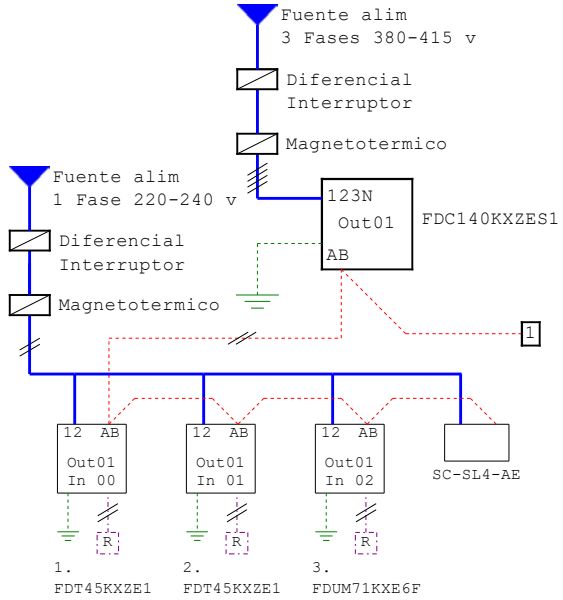 Fuente alim
3 Fases 380-415 v
Diferencial
Interruptor
Magnetotermico
Fuente alim
1 Fase 220-240 v
123N
Out01
AB
FDC140KXZES1
Diferencial
Interruptor
Magnetotermico
1
12 AB
Out01
In 00
12 AB
Out01
In 01
12 AB
Out01
In 02
SC-SL4-AE
R
R
R
1.
FDT45KXZE1
2.
FDT45KXZE1
3.
FDUM71KXE6F